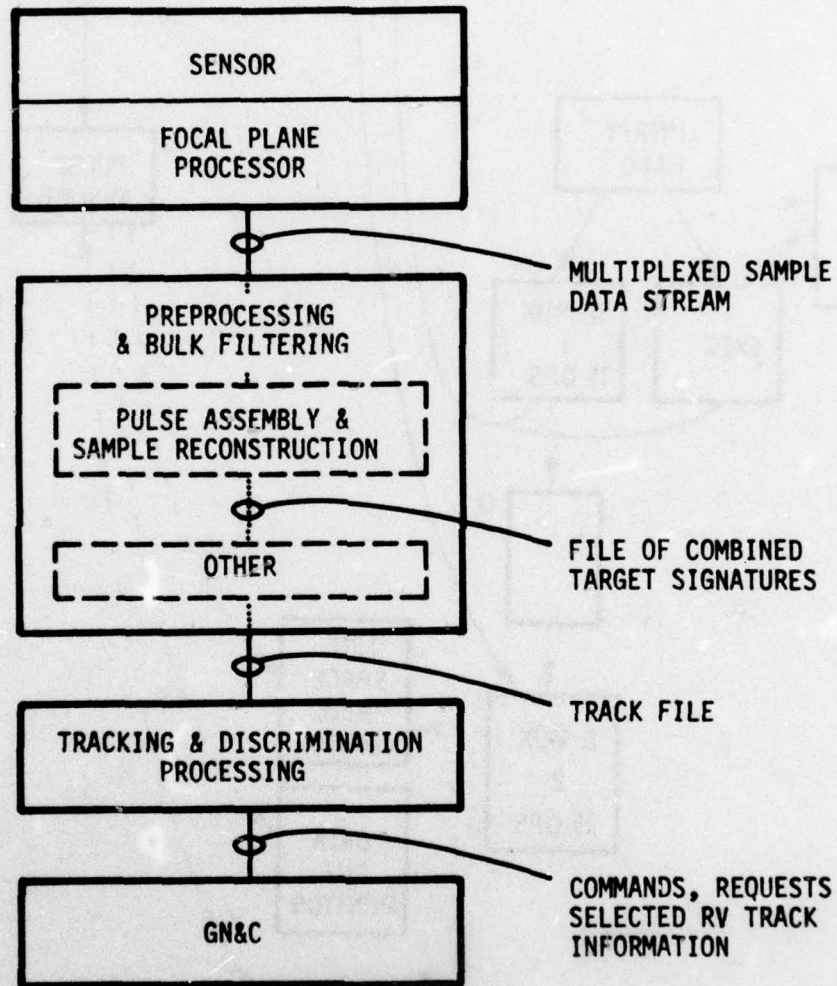 SENSOR
FOCAL PLANE
PROCESSOR
MULTIPLEXED SAMPLE
DATA STREAM
PREPROCESSING
& BULK FILTERING
PULSE ASSEMBLY &
SAMPLE RECONSTRUCTION
FILE OF COMBINED
TARGET SIGNATURES
OTHER
TRACK FILE
TRACKING & DISCRIMINATION
PROCESSING
COMMANDS, REQUESTS
SELECTED RV TRACK
INFORMATION
GN&C